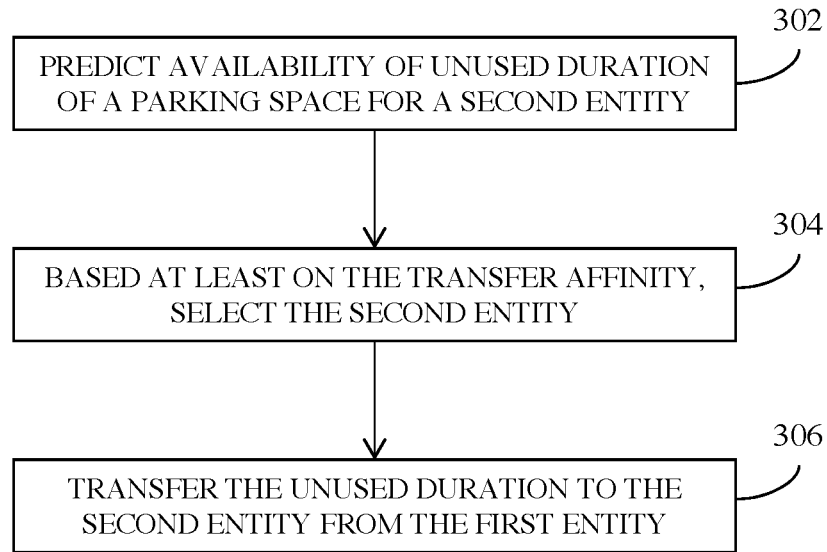 302
PREDICT AVAILABILITY OF UNUSED DURATION
OF A PARKING SPACE FOR A SECOND ENTITY
304
BASED AT LEAST ON THE TRANSFER AFFINITY,
SELECT THE SECOND ENTITY
306
TRANSFER THE UNUSED DURATION TO THE
SECOND ENTITY FROM THE FIRST ENTITY